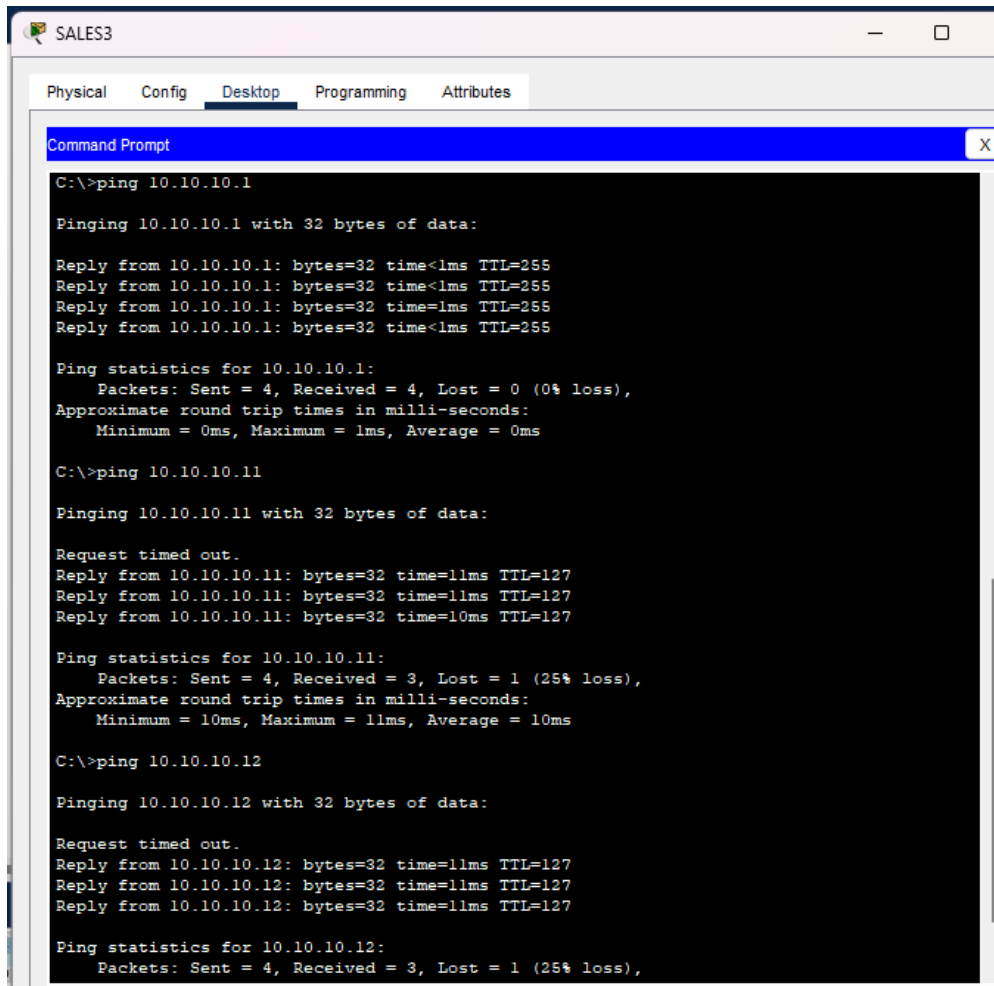 SALES3
Physical Config Desktop Programming Attributes
Command Prompt
X
C:\>ping 10.10.10.1
Pinging 10.10.10.1 with 32 bytes of data:
Reply from 10.10.10.1: bytes=32 time<1ms TTL=255
Reply from 10.10.10.1: bytes=32 time<1ms TTL=255
Reply from 10.10.10.1: bytes=32 time=1ms TTL=255
Reply from 10.10.10.1: bytes=32 time<1ms TTL=255
Ping statistics for 10.10.10.1:
Packets: Sent = 4, Received = 4, Lost = 0 (0% loss),
Approximate round trip times in milli-seconds:
Minimum = 0ms, Maximum = 1ms, Average = 0ms
C:\>ping 10.10.10.11
Pinging 10.10.10.11 with 32 bytes of data:
Request timed out.
Reply from 10.10.10.11: bytes=32 time=11ms TTL=127
Reply from 10.10.10.11: bytes=32 time=11ms TTL=127
Reply from 10.10.10.11: bytes=32 time=10ms TTL=127
Ping statistics for 10.10.10.11:
Packets: Sent = 4, Received = 3, Lost = 1 (25% loss),
Approximate round trip times in milli-seconds:
Minimum = 10ms, Maximum = 11ms, Average = 10ms
C:\>ping 10.10.10.12
Pinging 10.10.10.12 with 32 bytes of data:
Request timed out.
Reply from 10.10.10.12: bytes=32 time=11ms TTL=127
Reply from 10.10.10.12: bytes=32 time=11ms TTL=127
Reply from 10.10.10.12: bytes=32 time=11ms TTL=127
Ping statistics for 10.10.10.12:
Packets: Sent = 4, Received = 3, Lost = 1 (25% loss),